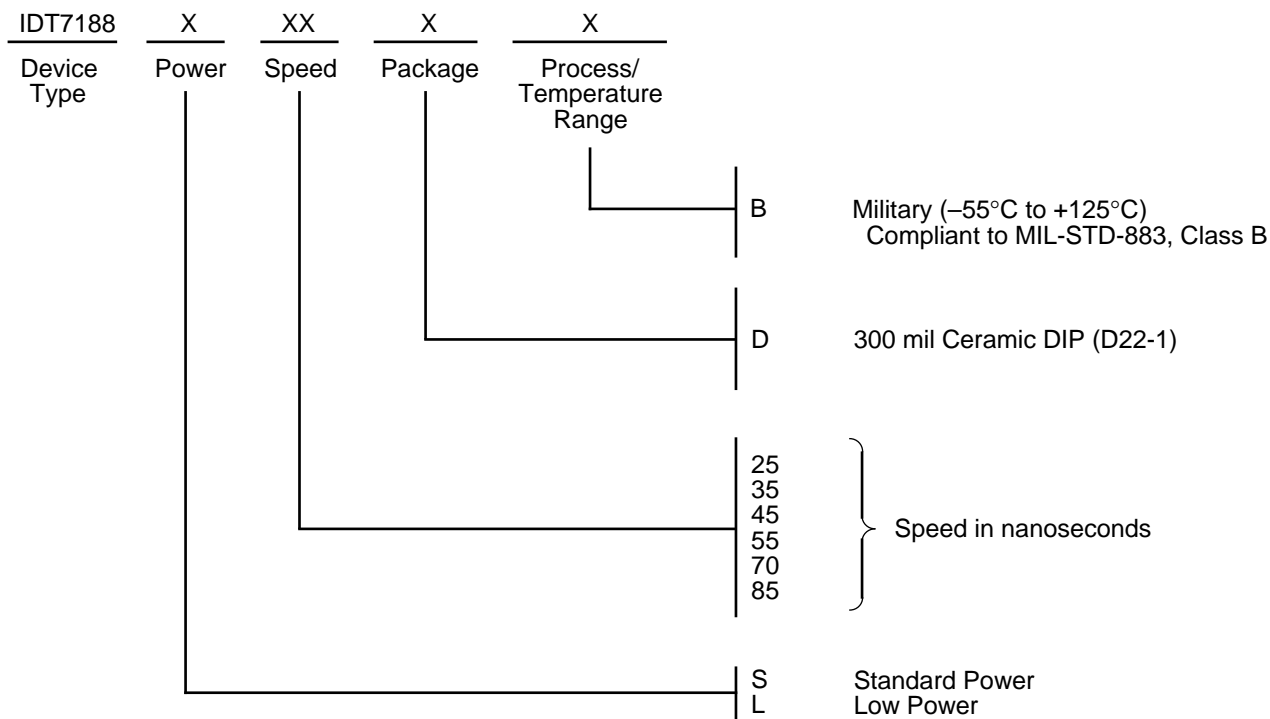 IDT7188 X XX X X
Device Type
Power
Speed
Package
Process/
Temperature
Range
B Military (–55°C to +125°C)
Compliant to MIL-STD-883, Class B
D 300 mil Ceramic DIP (D22-1)
25
35
45
55
70
85
Speed in nanoseconds
S Standard Power
L Low Power